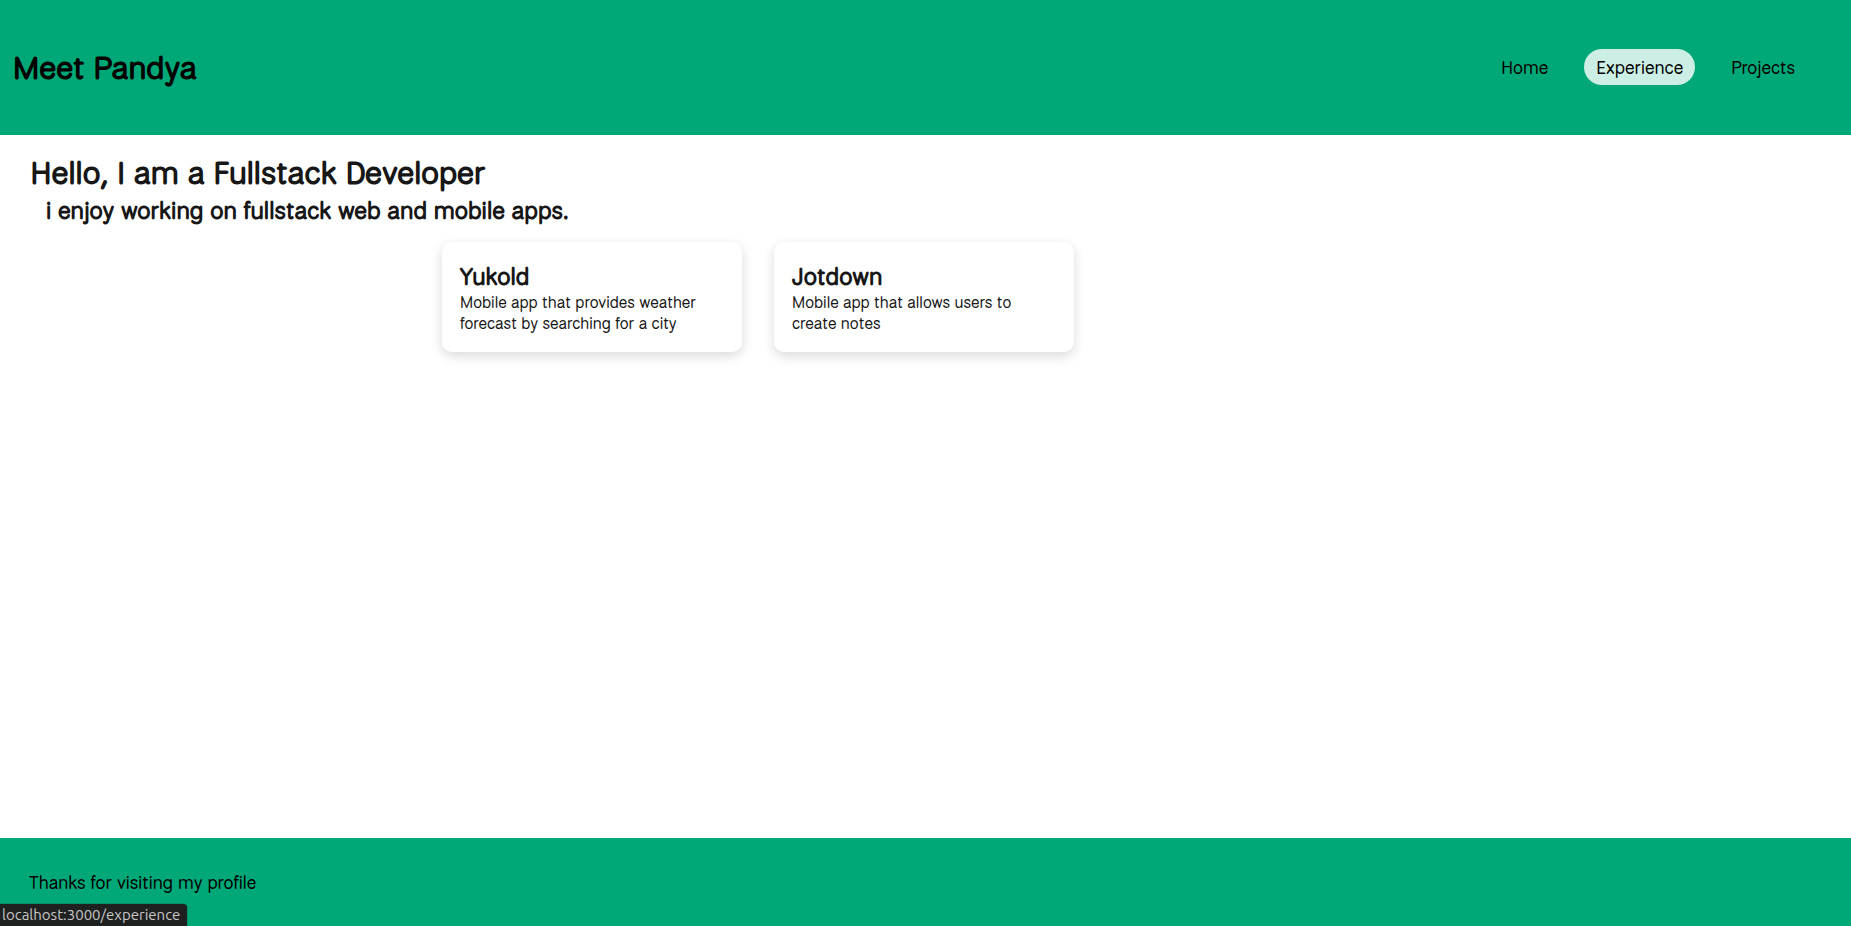 Meet Pandya
Home
Experience
Projects
Hello, I am a Fullstack Developer
i enjoy working on fullstack web and mobile apps.
Yukold
Mobile app that provides weather
forecast by searching for a city
Jotdown
Mobile app that allows users to
create notes
Thanks for visiting my profile
localhost:3000/experience